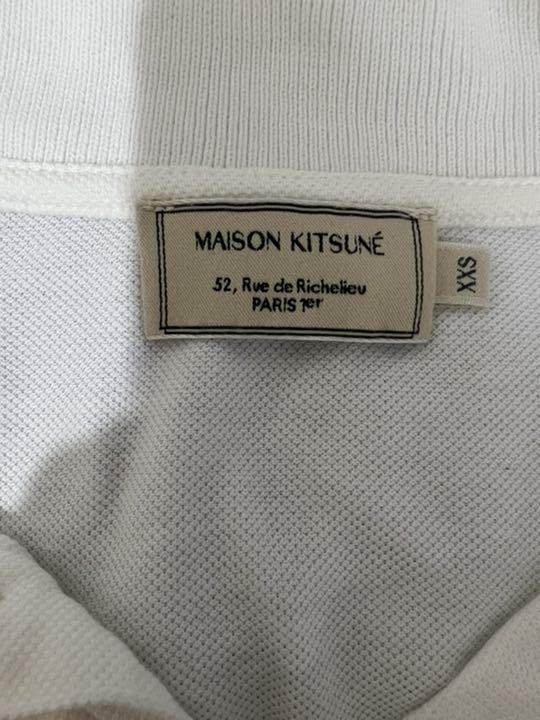 MAISON KITSUNÉ
52, Rue de Richelieu
PARIS 1er
XXS